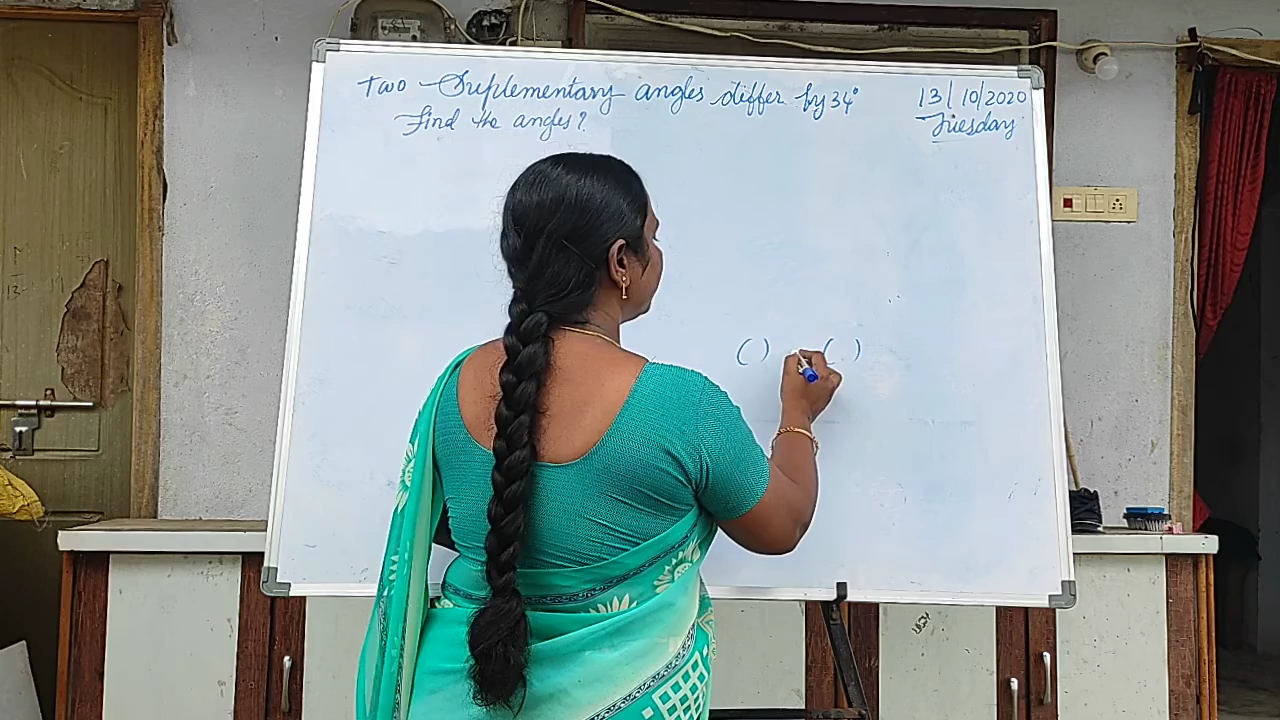 Two Suplementary angles differ by 34°
Find the angles?
13/10/2020
Tuesday
( ) ( )